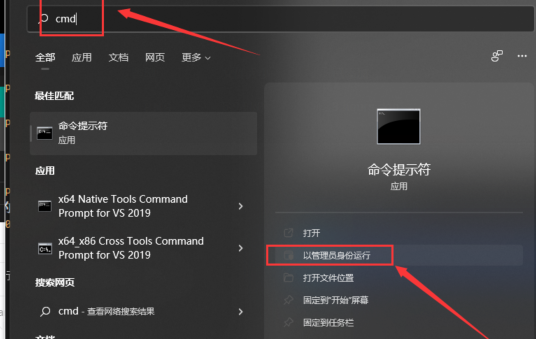 cmd
全部 应用 文档 网页 更多
最佳匹配
命令提示符
应用
应用
x64 Native Tools Command
Prompt for VS 2019
x64_x86 Cross Tools Command
Prompt for VS 2019
搜索网页
cmd - 查看网络搜索结果
命令提示符
应用
打开
以管理员身份运行
打开文件位置
固定到"开始"屏幕
固定到任务栏